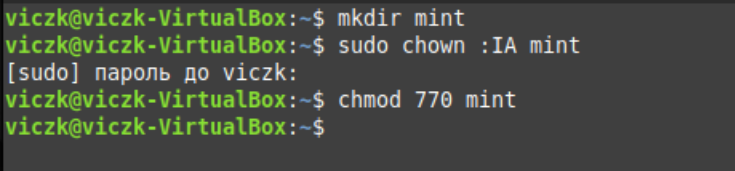 viczk@viczk-VirtualBox:~$ mkdir mint
viczk@viczk-VirtualBox:~$ sudo chown :IA mint
[sudo] пароль до viczk:
viczk@viczk-VirtualBox:~$ chmod 770 mint
viczk@viczk-VirtualBox:~$